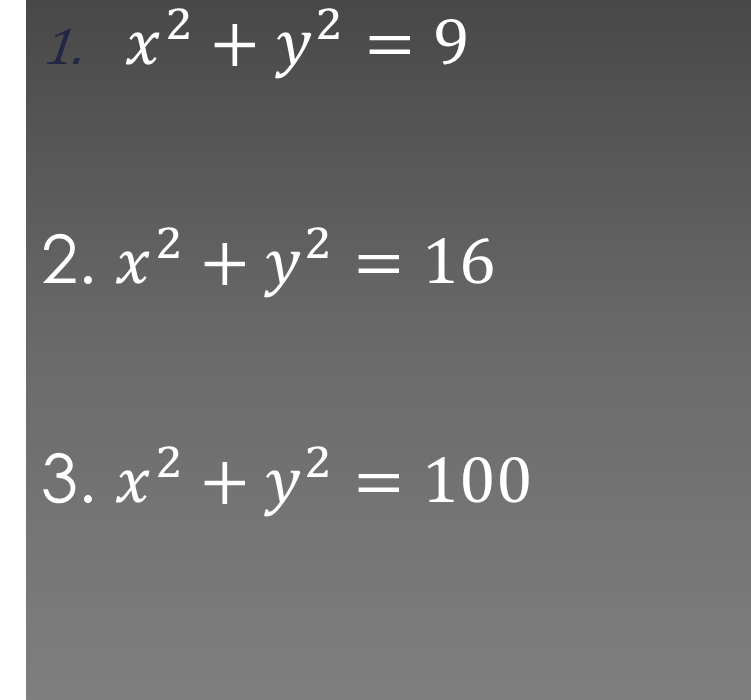 1. x² + y² = 9
2. x² + y² = 16
3. x² + y² = 100